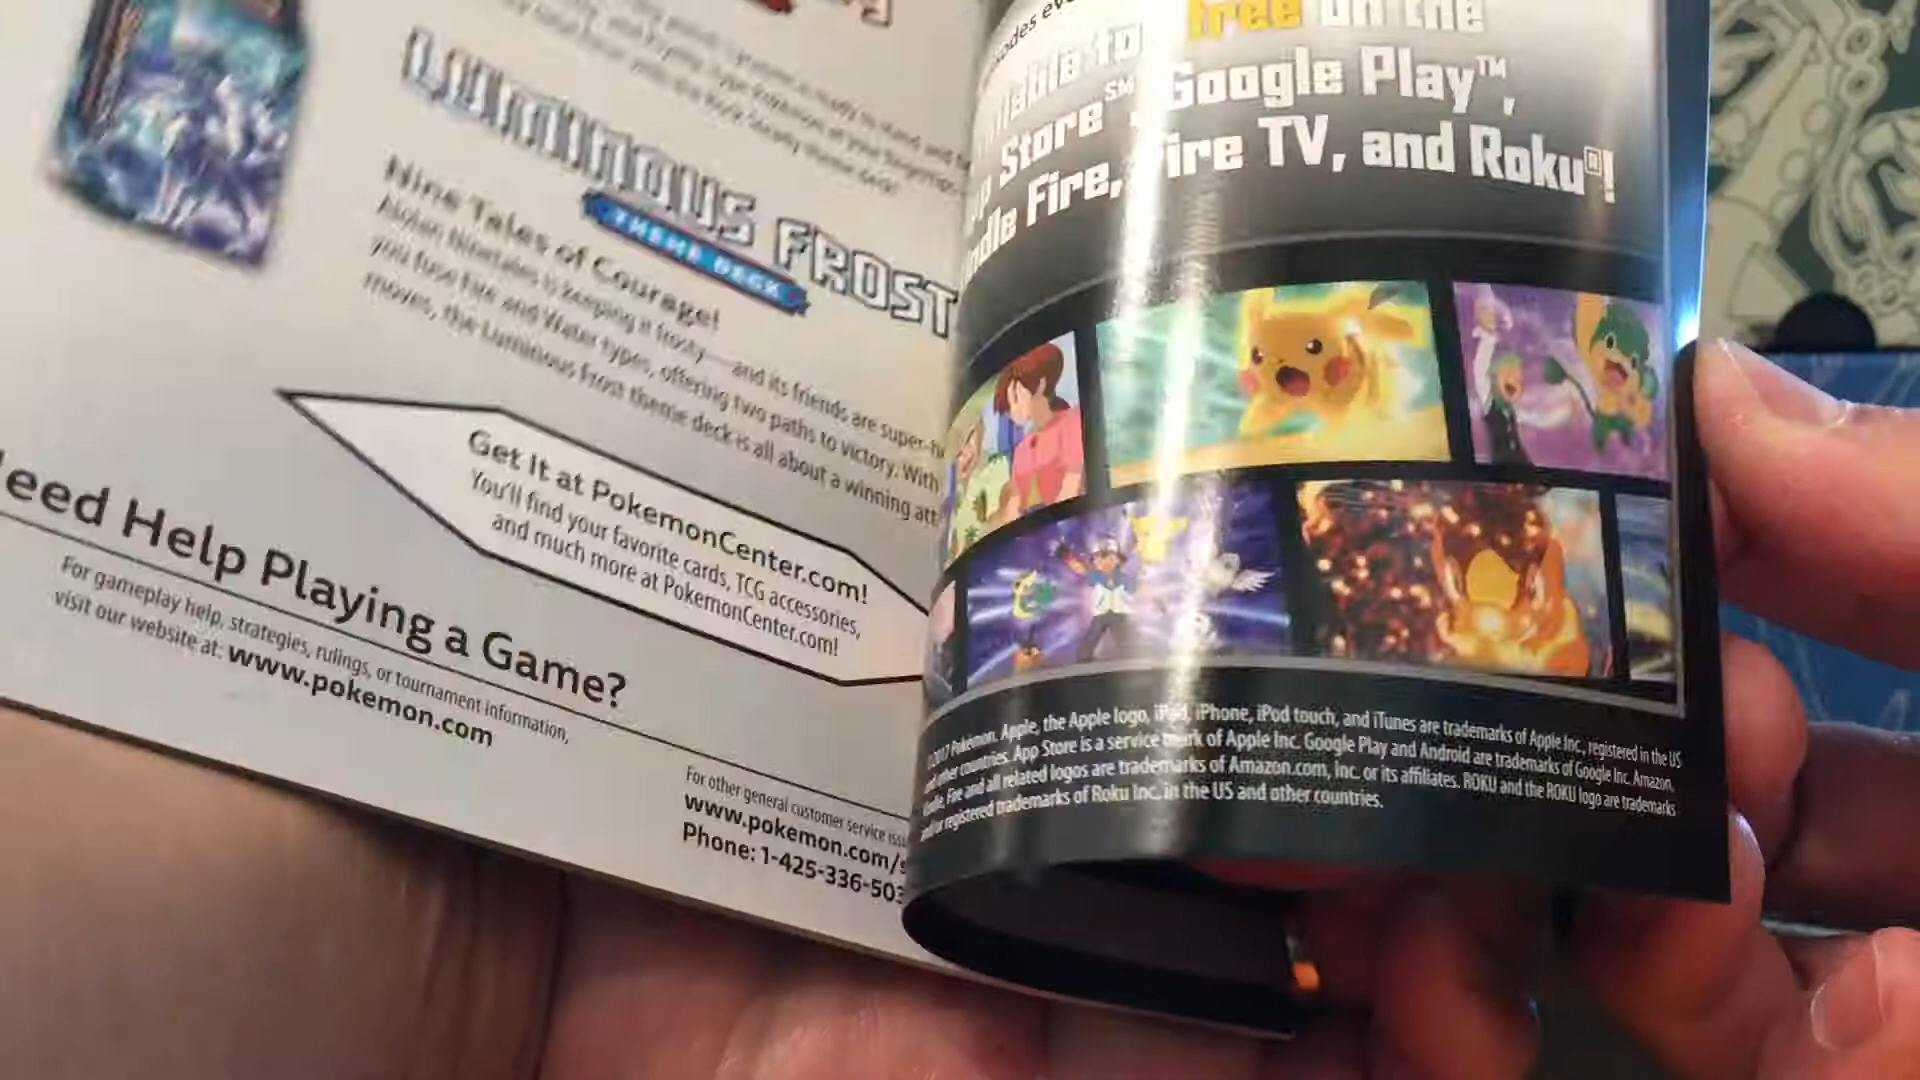 LUMINOUS FROST
THEME DECK
Nine Tales of Courage!
Alolan Ninetales is keeping it frosty—and its friends are super-
you fuse Fire and Water types, offering two paths to victory. With
moves, the Luminous Frost theme deck is all about a winning
Get It at PokemonCenter.com!
You'll find your favorite cards, TCG accessories,
and much more at PokemonCenter.com!
eed Help Playing a Game?
For gameplay help, strategies, rulings, or tournament information,
visit our website at: www.pokemon.com
For other general customer service
www.pokemon.com/s
Phone: 1-425-336-503
free on the
Store℠, Google Play™,
Fire, Fire TV, and Roku®!
2017 Pokémon. Apple, the Apple logo, iPad, iPhone, iPod touch, and iTunes are trademarks of Apple Inc., registered in the US
and other countries. App Store is a service mark of Apple Inc. Google Play and Android are trademarks of Google Inc. Amazon,
Kindle, Fire and all related logos are trademarks of Amazon.com, Inc. or its affiliates. ROKU and the ROKU logo are trademarks
and/or registered trademarks of Roku Inc. in the US and other countries.